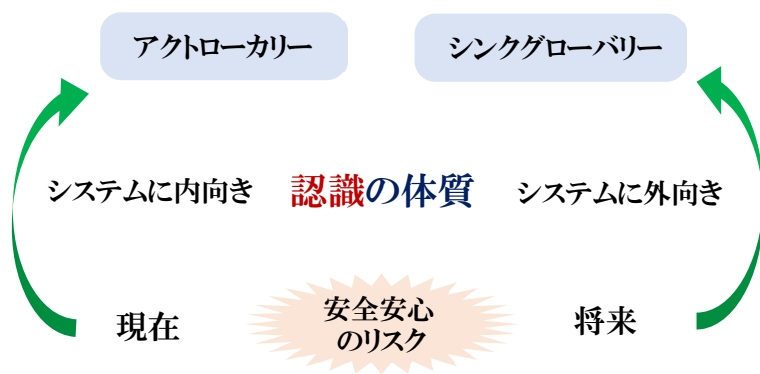 アクトローカリー
シンクグローバリー
システムに内向き
認識の体質
システムに外向き
現在
安全安心
のリスク
将来